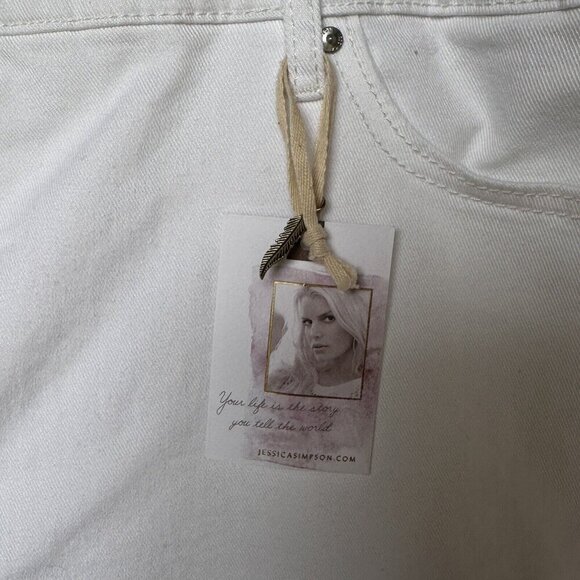 Your life is the story
you tell the world
JESSICASIMPSON.COM